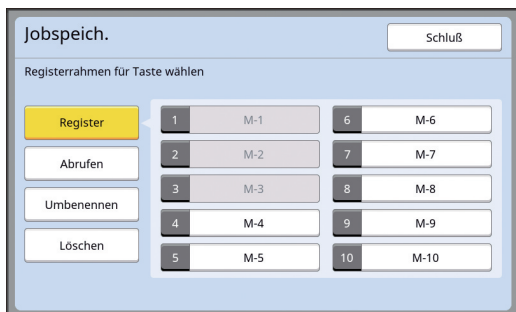 Jobspeich.
Schluß
Registerrahmen für Taste wählen
Register
Abrufen
Umbenennen
Löschen
1 M-1
2 M-2
3 M-3
4 M-4
5 M-5
6 M-6
7 M-7
8 M-8
9 M-9
10 M-10